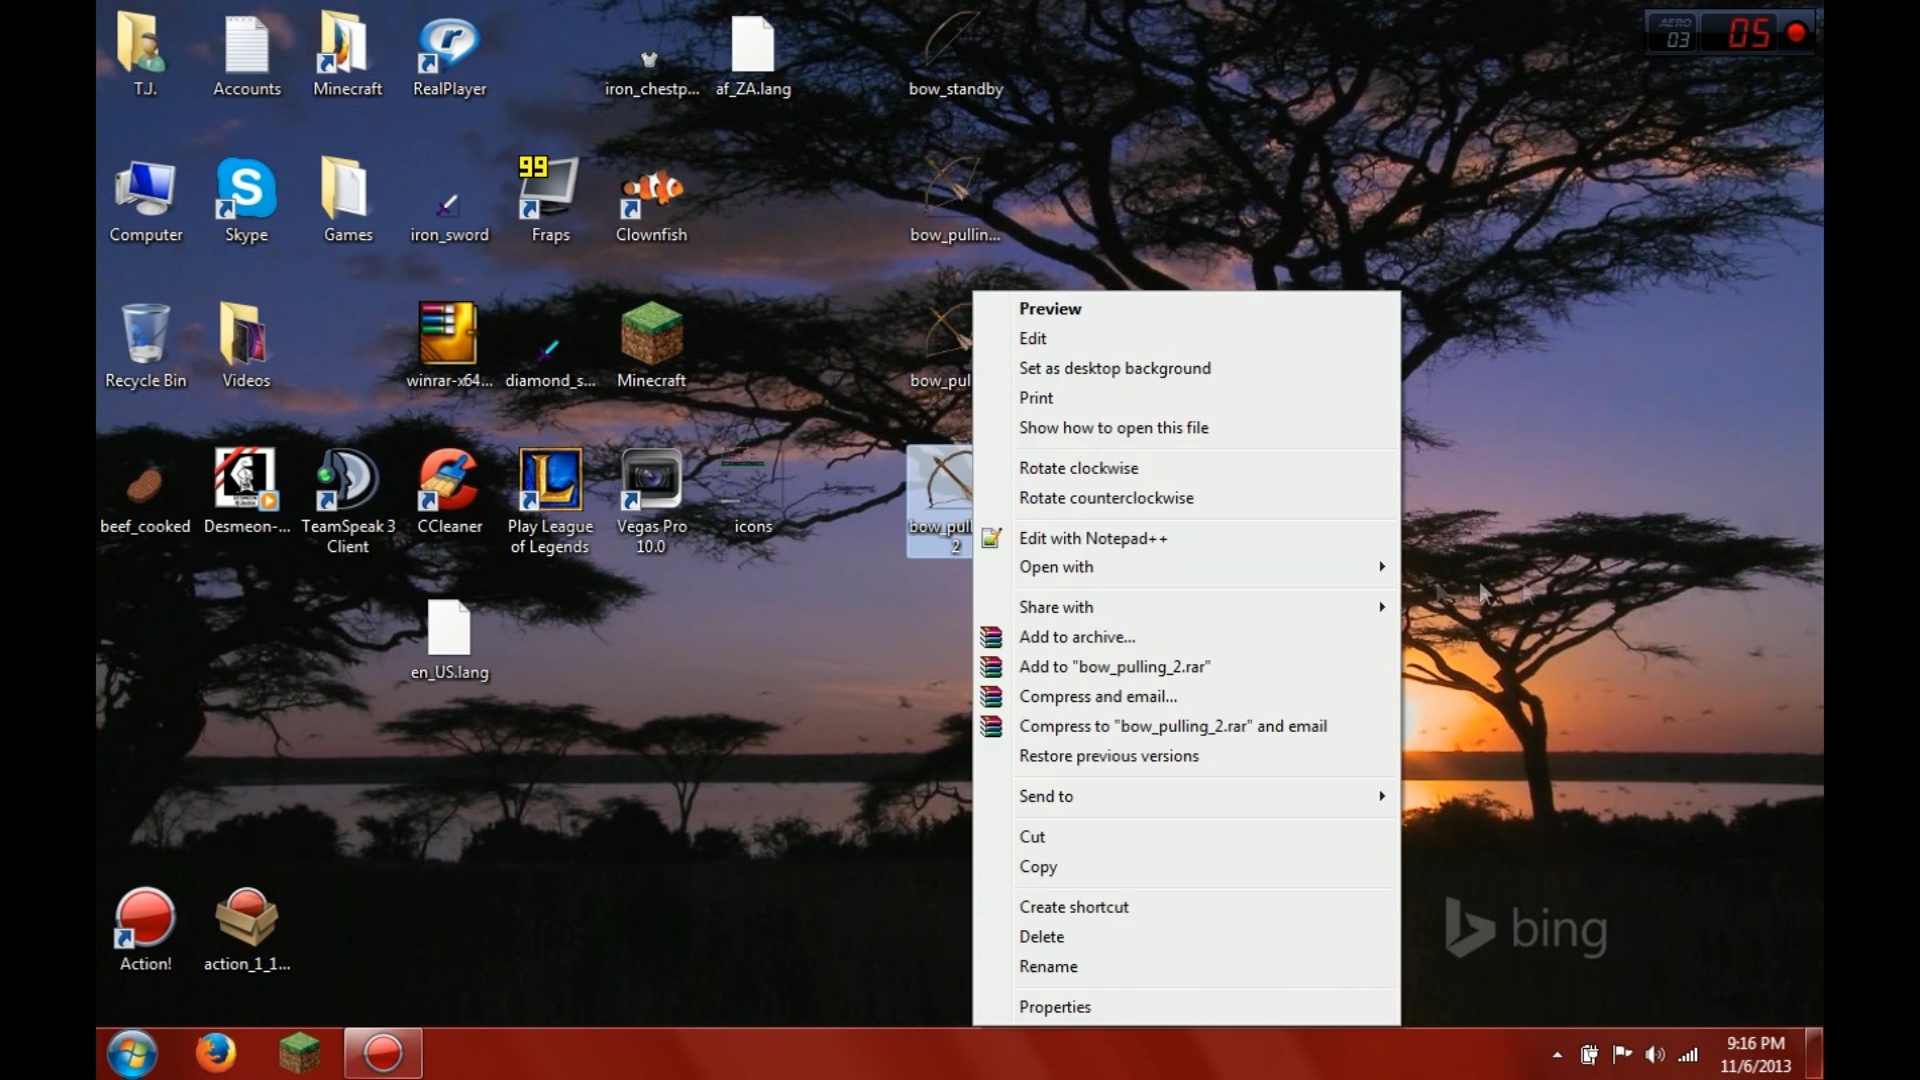 AERO
03
05
T.J.
Accounts
Minecraft
RealPlayer
iron_chestp...
af_ZA.lang
bow_standby
99
Computer
Skype
Games
iron_sword
Fraps
Clownfish
bow_pullin...
Recycle Bin
Videos
winrar-x64...
diamond_s...
Minecraft
bow_pul
beef_cooked
Desmeon-...
TeamSpeak 3
Client
CCleaner
Play League
of Legends
Vegas Pro
10.0
icons
bow_pull
2
en_US.lang
Action!
action_1_1...
Preview
Edit
Set as desktop background
Print
Show how to open this file
Rotate clockwise
Rotate counterclockwise
Edit with Notepad++
Open with
Share with
Add to archive...
Add to "bow_pulling_2.rar"
Compress and email...
Compress to "bow_pulling_2.rar" and email
Restore previous versions
Send to
Cut
Copy
Create shortcut
Delete
Rename
Properties
bing
9:16 PM
11/6/2013